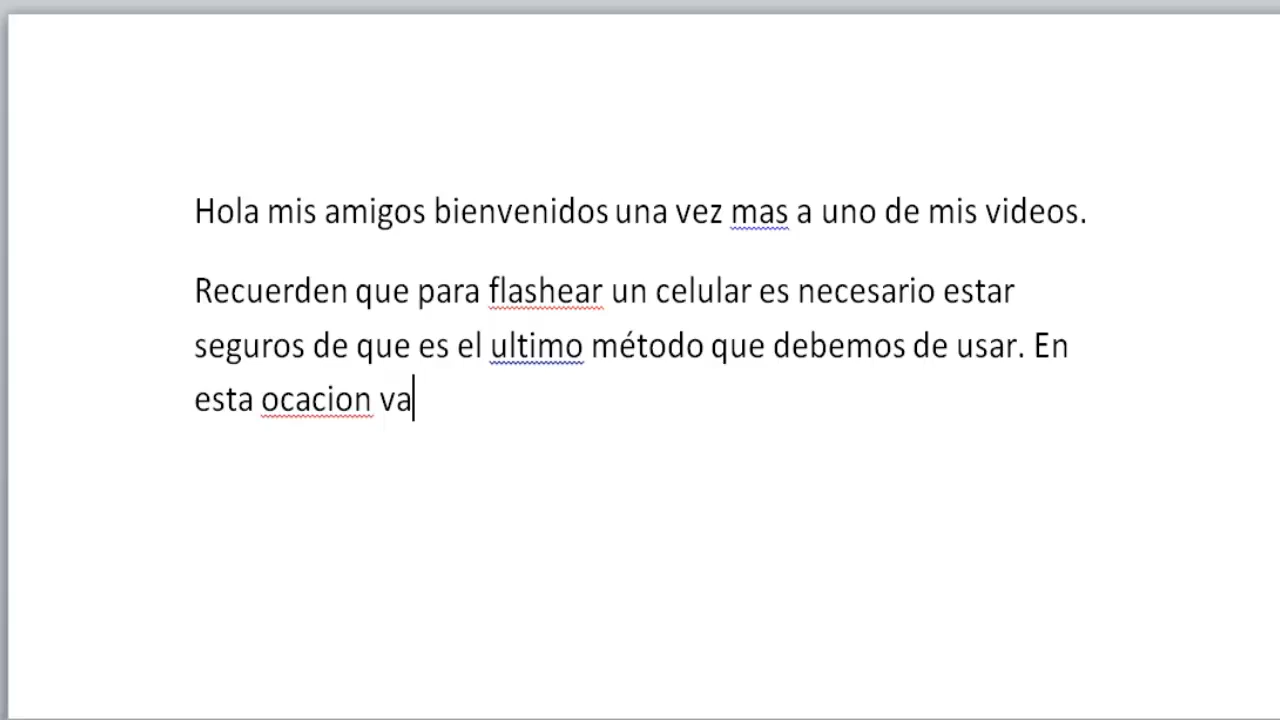 Hola mis amigos bienvenidos una vez mas a uno de mis videos.
Recuerden que para flashear un celular es necesario estar
seguros de que es el ultimo método que debemos de usar. En
esta ocacion va